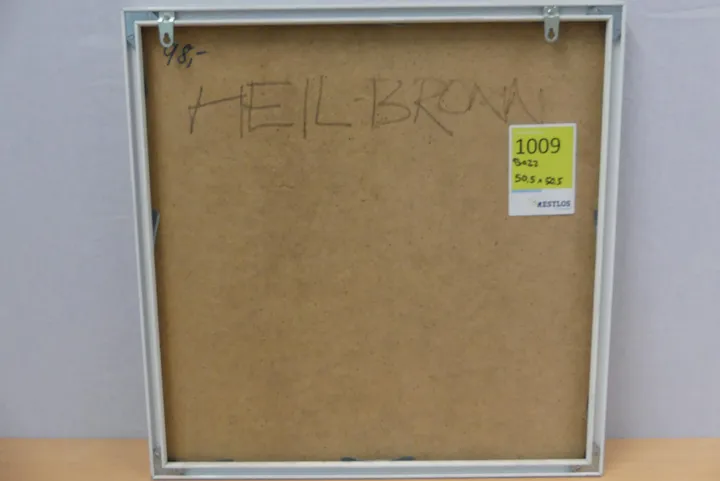 98,-
HEIL-BRONN
1009
50,5 x 50,5
RESTLOS